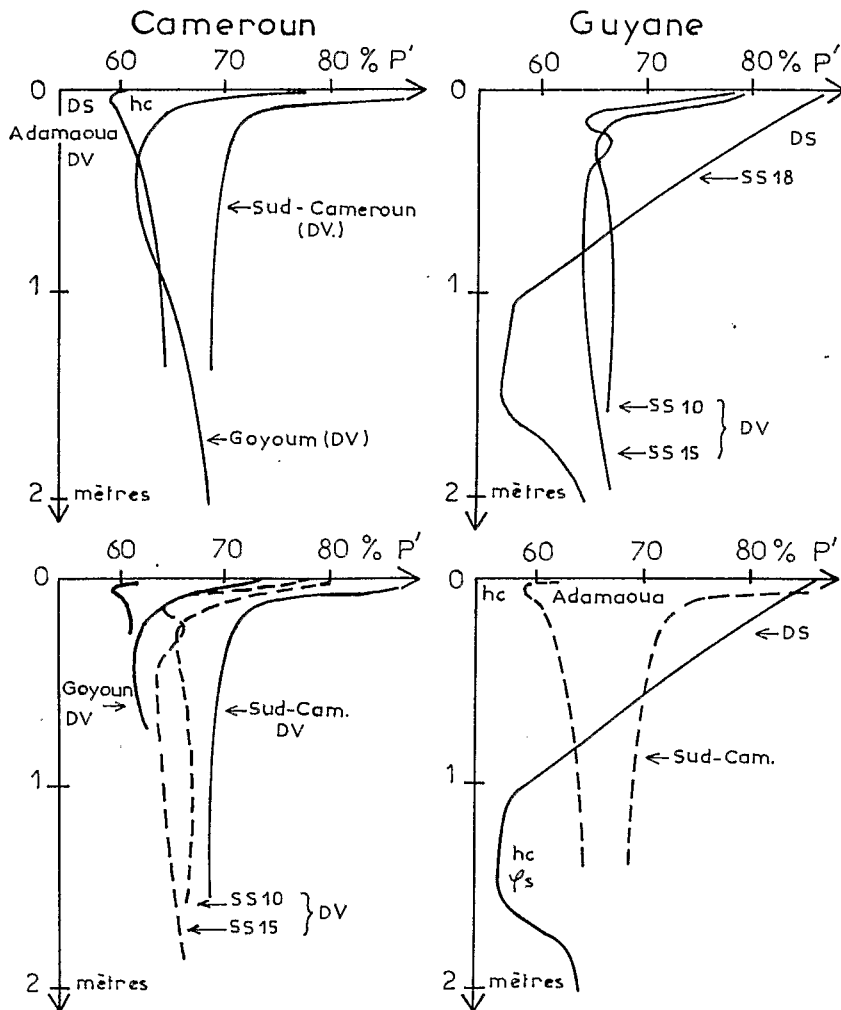 Cameroun
60 70 80 % P'
0
DS hc
Adamaoua
DV
←Sud-Cameroun
(DV.)
1
←Goyoum (DV)
2 mètres
Guyane
60 70 80 % P'
0
DS
←SS 18
1
←SS 10
} DV
←SS 15
2 mètres
60 70 80 % P'
0
Goyoun
DV →
←Sud-Cam.
DV
1
←SS10
} DV
←SS 15
2 mètres
60 70 80 % P'
0
hc Adamaoua
←DS
←Sud-Cam.
1
hc
φs
2 mètres